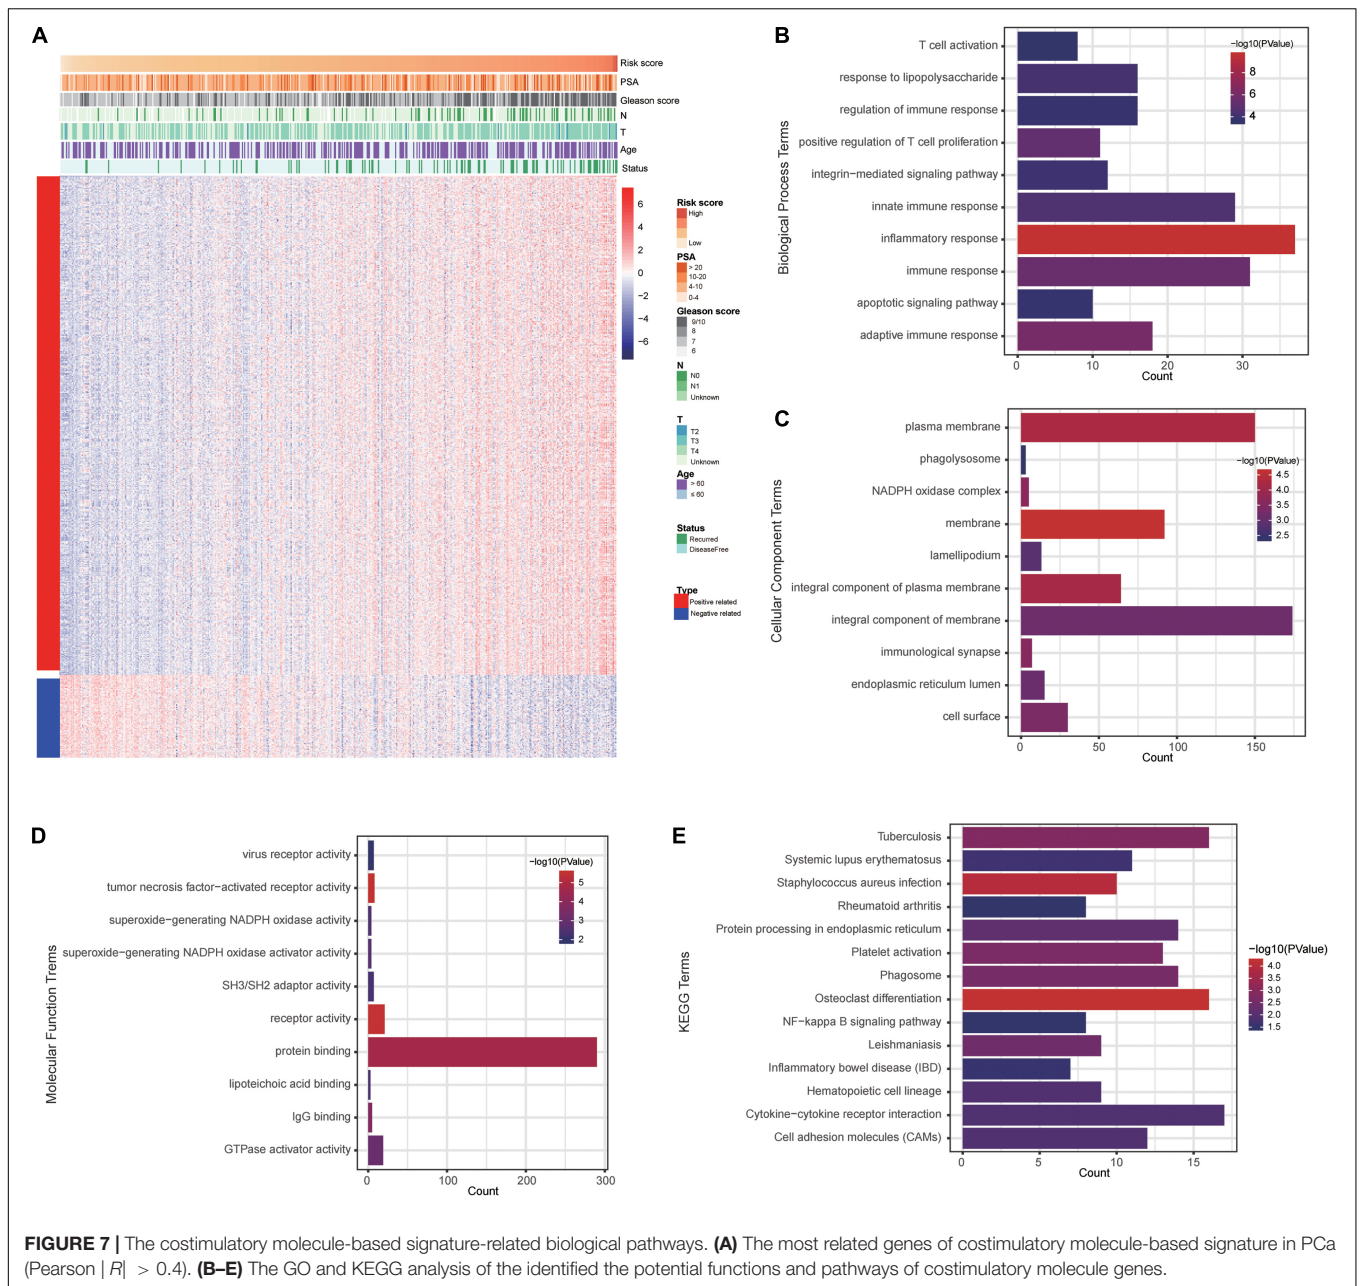 A
Risk score
PSA
Gleason score
N
T
Age
Status
6
4
2
0
−2
−4
−6
Risk score
High
Low
PSA
> 20
10-20
4-10
0-4
Gleason score
9/10
8
7
6
N
N0
N1
Unknown
T
T2
T3
T4
Unknown
Age
> 60
≤ 60
Status
Recurred
DiseaseFree
Type
Positive related
Negative related
B
Biological Process Terms
T cell activation
response to lipopolysaccharide
regulation of immune response
positive regulation of T cell proliferation
integrin−mediated signaling pathway
innate immune response
inflammatory response
immune response
apoptotic signaling pathway
adaptive immune response
0 10 20 30
Count
−log10(PValue)
8
6
4
C
Cellular Component Terms
plasma membrane
phagolysosome
NADPH oxidase complex
membrane
lamellipodium
integral component of plasma membrane
integral component of membrane
immunological synapse
endoplasmic reticulum lumen
cell surface
0 50 100 150
Count
−log10(PValue)
4.5
4.0
3.5
3.0
2.5
D
Molecular Function Trems
virus receptor activity
tumor necrosis factor−activated receptor activity
superoxide−generating NADPH oxidase activity
superoxide−generating NADPH oxidase activator activity
SH3/SH2 adaptor activity
receptor activity
protein binding
lipoteichoic acid binding
IgG binding
GTPase activator activity
0 100 200 300
Count
−log10(PValue)
5
4
3
2
E
KEGG Terms
Tuberculosis
Systemic lupus erythematosus
Staphylococcus aureus infection
Rheumatoid arthritis
Protein processing in endoplasmic reticulum
Platelet activation
Phagosome
Osteoclast differentiation
NF−kappa B signaling pathway
Leishmaniasis
Inflammatory bowel disease (IBD)
Hematopoietic cell lineage
Cytokine−cytokine receptor interaction
Cell adhesion molecules (CAMs)
0 5 10 15
Count
−log10(PValue)
4.0
3.5
3.0
2.5
2.0
1.5
FIGURE 7 | The costimulatory molecule-based signature-related biological pathways. (A) The most related genes of costimulatory molecule-based signature in PCa
(Pearson | R| > 0.4). (B–E) The GO and KEGG analysis of the identified the potential functions and pathways of costimulatory molecule genes.